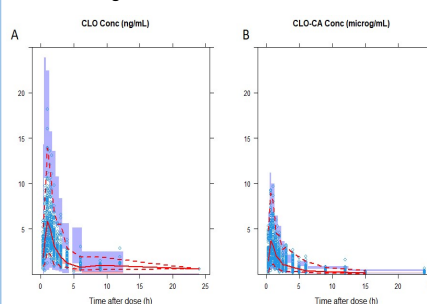 CLO Conc (ng/mL)
A
20
15
10
5
0 5 10 15 20 25
Time after dose (h)
CLO-CA Conc (microg/mL)
B
20
15
10
5
0 5 10 15 20
Time after dose (h)